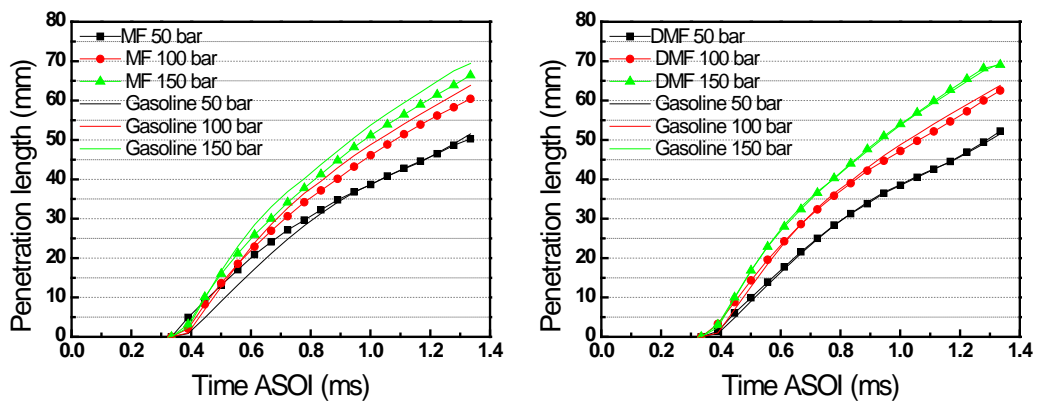 80
70
60
50
40
30
20
10
0
Penetration length (mm)
MF 50 bar
MF 100 bar
MF 150 bar
Gasoline 50 bar
Gasoline 100 bar
Gasoline 150 bar
0.0 0.2 0.4 0.6 0.8 1.0 1.2 1.4
Time ASOI (ms)
80
70
60
50
40
30
20
10
0
Penetration length (mm)
DMF 50 bar
DMF 100 bar
DMF 150 bar
Gasoline 50 bar
Gasoline 100 bar
Gasoline 150 bar
0.0 0.2 0.4 0.6 0.8 1.0 1.2 1.4
Time ASOI (ms)